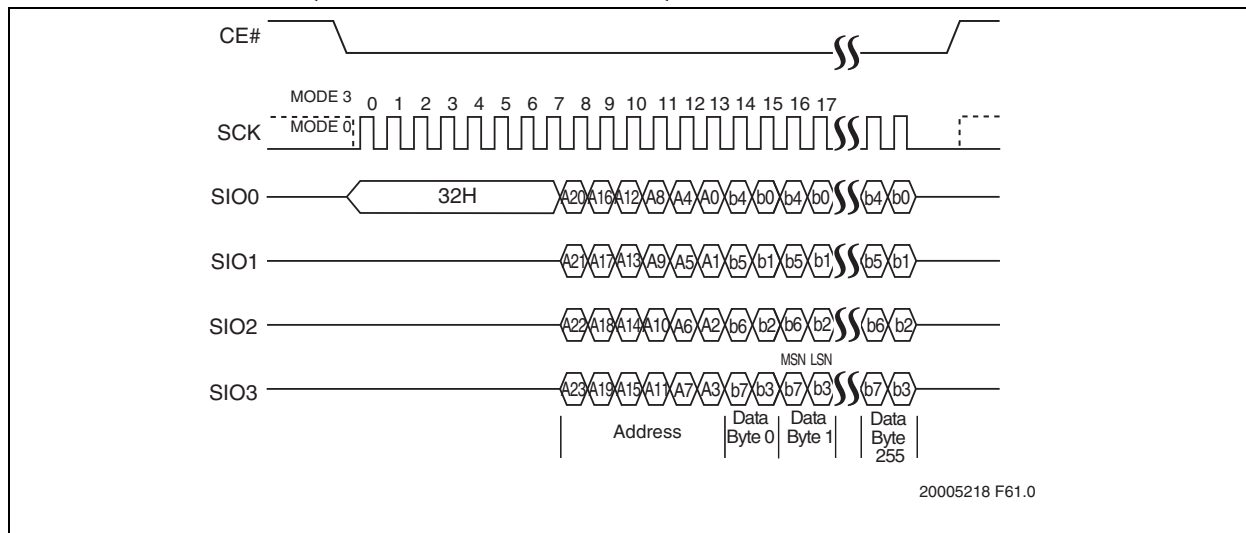 CE#
MODE 3 0 1 2 3 4 5 6 7 8 9 10 11 12 13 14 15 16 17
SCK MODE 0
SIO0 32H A20 A16 A12 A8 A4 A0 b4 b0 b4 b0 b4 b0
SIO1 A21 A17 A13 A9 A5 A1 b5 b1 b5 b1 b5 b1
SIO2 A22 A18 A14 A10 A6 A2 b6 b2 b6 b2 b6 b2
MSN LSN
SIO3 A23 A19 A15 A11 A7 A3 b7 b3 b7 b3 b7 b3
Address
Data
Byte 0
Data
Byte 1
Data
Byte
255
20005218 F61.0